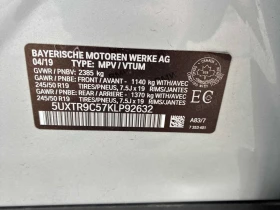 BAYERISCHE MOTOREN WERKE AG
04/19 TYPE: MPV / VTUM
GVWR / PNBV: 2385 kg
GAWR / PNBE: FRONT / AVANT - 1140 kg WITH/AVEC
245/50 R19 TIRES/PNEUS, 7.5J x 19 RIMS/JANTES
GAWR / PNBE: REAR / ARRIERE - 1370 kg WITH/AVEC
245/50 R19 TIRES/PNEUS, 7.5J x 19 RIMS/JANTES
EC
5UXTR9C57KLP92632
A83/7